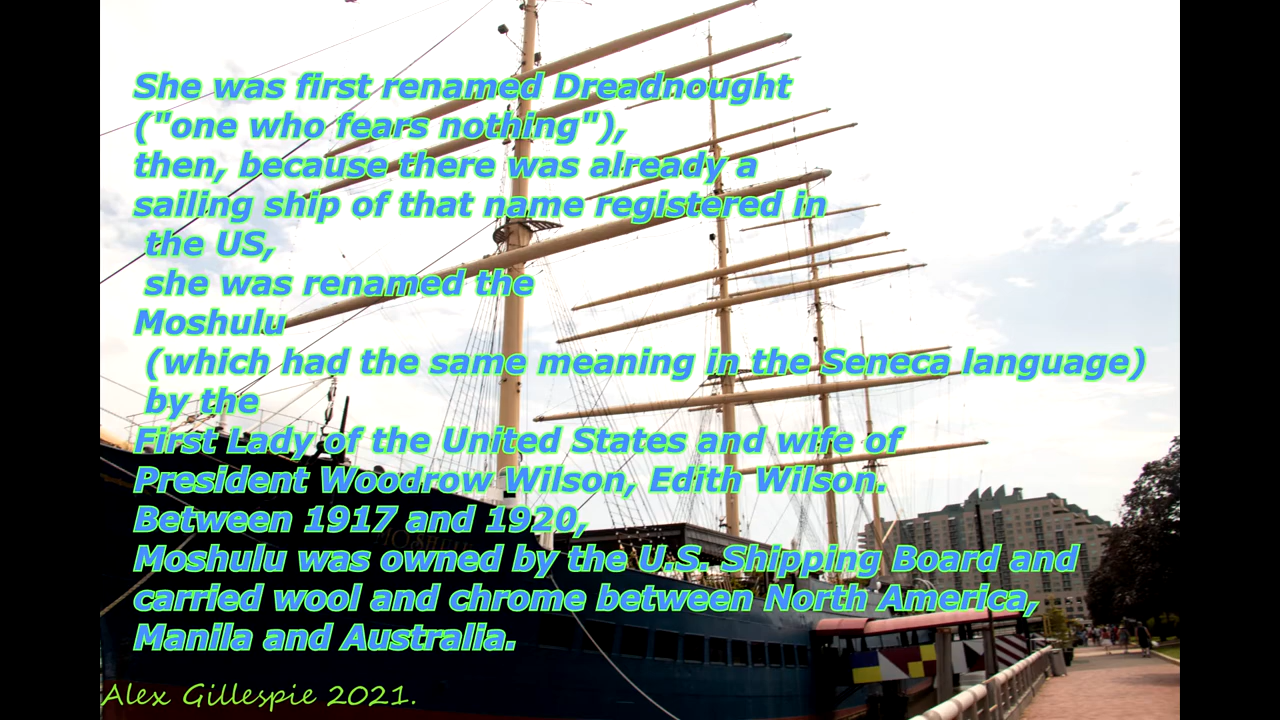 She was first renamed Dreadnought
("one who fears nothing"),
then, because there was already a
sailing ship of that name registered in
the US,
she was renamed the
Moshulu
(which had the same meaning in the Seneca language)
by the
First Lady of the United States and wife of
President Woodrow Wilson, Edith Wilson.
Between 1917 and 1920,
Moshulu was owned by the U.S. Shipping Board and
carried wool and chrome between North America,
Manila and Australia.
MOSHULU
Alex Gillespie 2021.